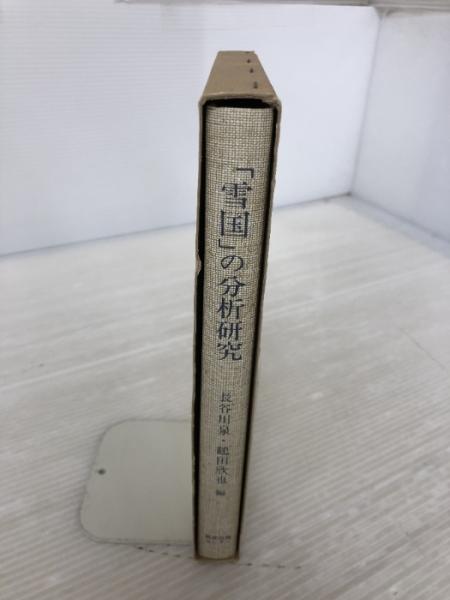 「雪国」の分析研究
長谷川泉・鶴田欣也 編